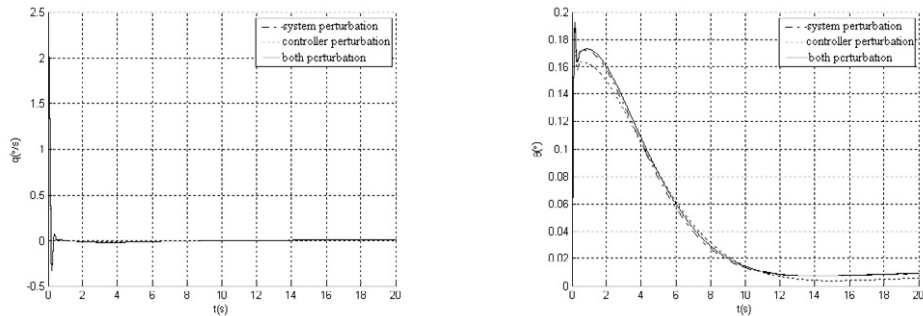 2.5
2
1.5
1
0.5
0
-0.5
0 2 4 6 8 10 12 14 16 18 20
q(°/s)
t(s)
system perturbation
controller perturbation
both perturbation
0.2
0.18
0.16
0.14
0.12
0.1
0.08
0.06
0.04
0.02
0
0 2 4 6 8 10 12 14 16 18 20
θ(°)
t(s)
system perturbation
controller perturbation
both perturbation